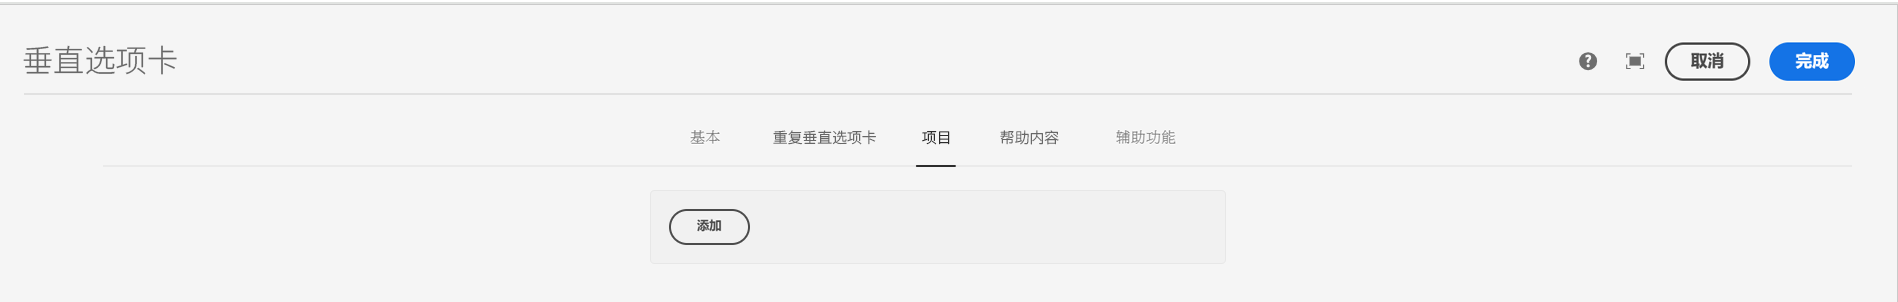 垂直选项卡
取消
完成
基本
重复垂直选项卡
项目
帮助内容
辅助功能
添加